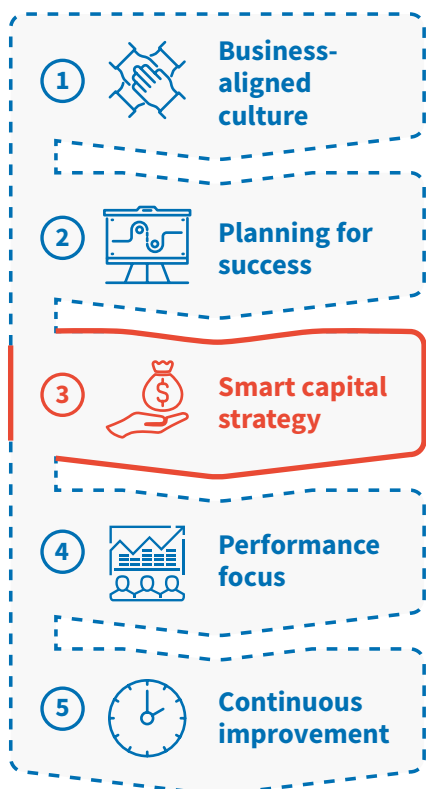 1
Business-
aligned
culture
2
Planning for
success
3
$
Smart capital
strategy
4
Performance
focus
5
Continuous
improvement